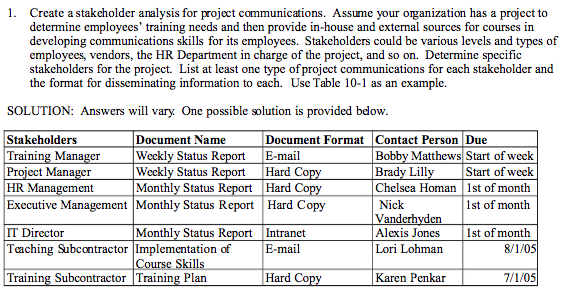 1. Create a stakeholder analysis for project communications. Assume your organization has a project to
determine employees' training needs and then provide in-house and external sources for courses in
developing communications skills for its employees. Stakeholders could be various levels and types of
employees, vendors, the HR Department in charge of the project, and so on. Determine specific
stakeholders for the project. List at least one type of project communications for each stakeholder and
the format for disseminating information to each. Use Table 10-1 as an example.
SOLUTION: Answers will vary. One possible solution is provided below.
Stakeholders Document Name Document Format Contact Person Due
Training Manager Weekly Status Report E-mail Bobby Matthews Start of week
Project Manager Weekly Status Report Hard Copy Brady Lilly Start of week
HR Management Monthly Status Report Hard Copy Chelsea Homan 1st of month
Executive Management Monthly Status Report Hard Copy Nick 1st of month
Vanderhyden
IT Director Monthly Status Report Intranet Alexis Jones 1st of month
Teaching Subcontractor Implementation of E-mail Lori Lohman 8/1/05
Course Skills
Training Subcontractor Training Plan Hard Copy Karen Penkar 7/1/05